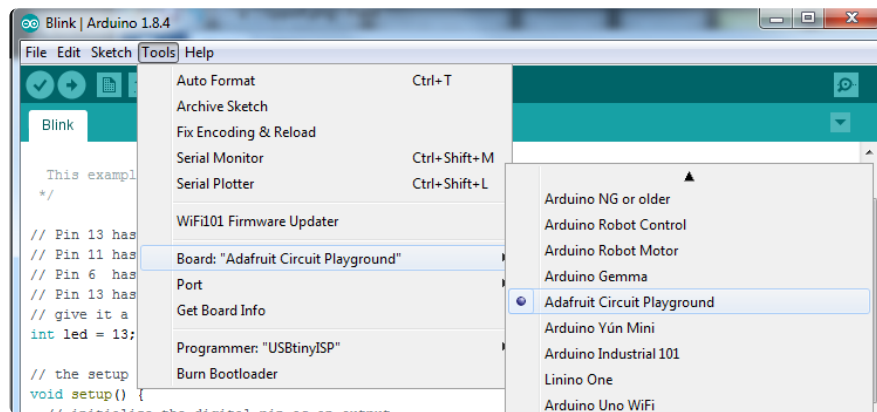 Blink | Arduino 1.8.4
File Edit Sketch Tools Help
Auto Format Ctrl+T
Archive Sketch
Fix Encoding & Reload
Serial Monitor Ctrl+Shift+M
Serial Plotter Ctrl+Shift+L
WiFi101 Firmware Updater
Board: "Adafruit Circuit Playground"
Port
Get Board Info
Programmer: "USBtinyISP"
Burn Bootloader
Arduino NG or older
Arduino Robot Control
Arduino Robot Motor
Arduino Gemma
Adafruit Circuit Playground
Arduino Yún Mini
Arduino Industrial 101
Linino One
Arduino Uno WiFi
Blink
This exampl
*/
// Pin 13 has
// Pin 11 has
// Pin 6 has
// Pin 13 has
// give it a
int led = 13;
// the setup
void setup() {